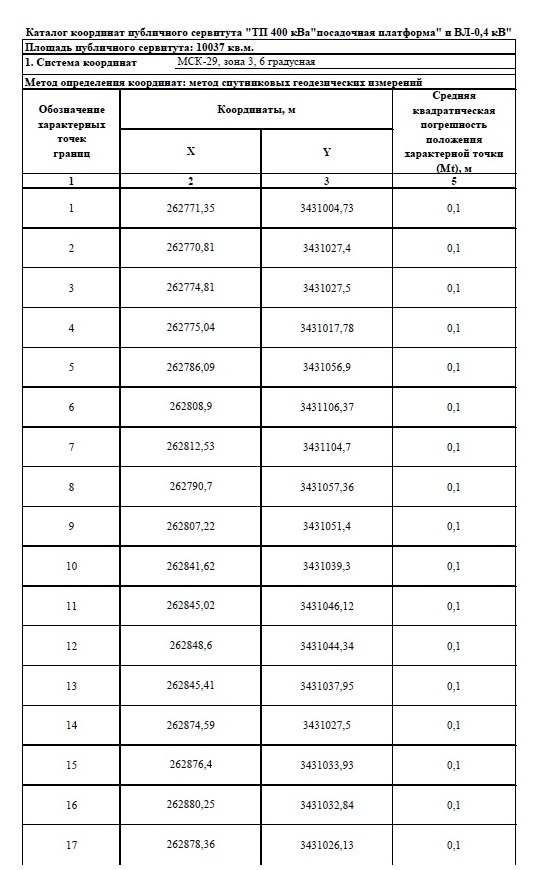 Каталог координат публичного сервитута "ТП 400 кВа"посадочная платформа" и ВЛ-0,4 кВ"
Площадь публичного сервитута: 10037 кв.м.
1. Система координат МСК-29, зона 3, 6 градусная
Метод определения координат: метод спутниковых геодезических измерений
Обозначение
характерных
точек
границ
Координаты, м
X
Y
Средняя
квадратическая
погрешность
положения
характерной точки
(Mt), м
1 2 3 5
1 262771,35 3431004,73 0,1
2 262770,81 3431027,4 0,1
3 262774,81 3431027,5 0,1
4 262775,04 3431017,78 0,1
5 262786,09 3431056,9 0,1
6 262808,9 3431106,37 0,1
7 262812,53 3431104,7 0,1
8 262790,7 3431057,36 0,1
9 262807,22 3431051,4 0,1
10 262841,62 3431039,3 0,1
11 262845,02 3431046,12 0,1
12 262848,6 3431044,34 0,1
13 262845,41 3431037,95 0,1
14 262874,59 3431027,5 0,1
15 262876,4 3431033,93 0,1
16 262880,25 3431032,84 0,1
17 262878,36 3431026,13 0,1